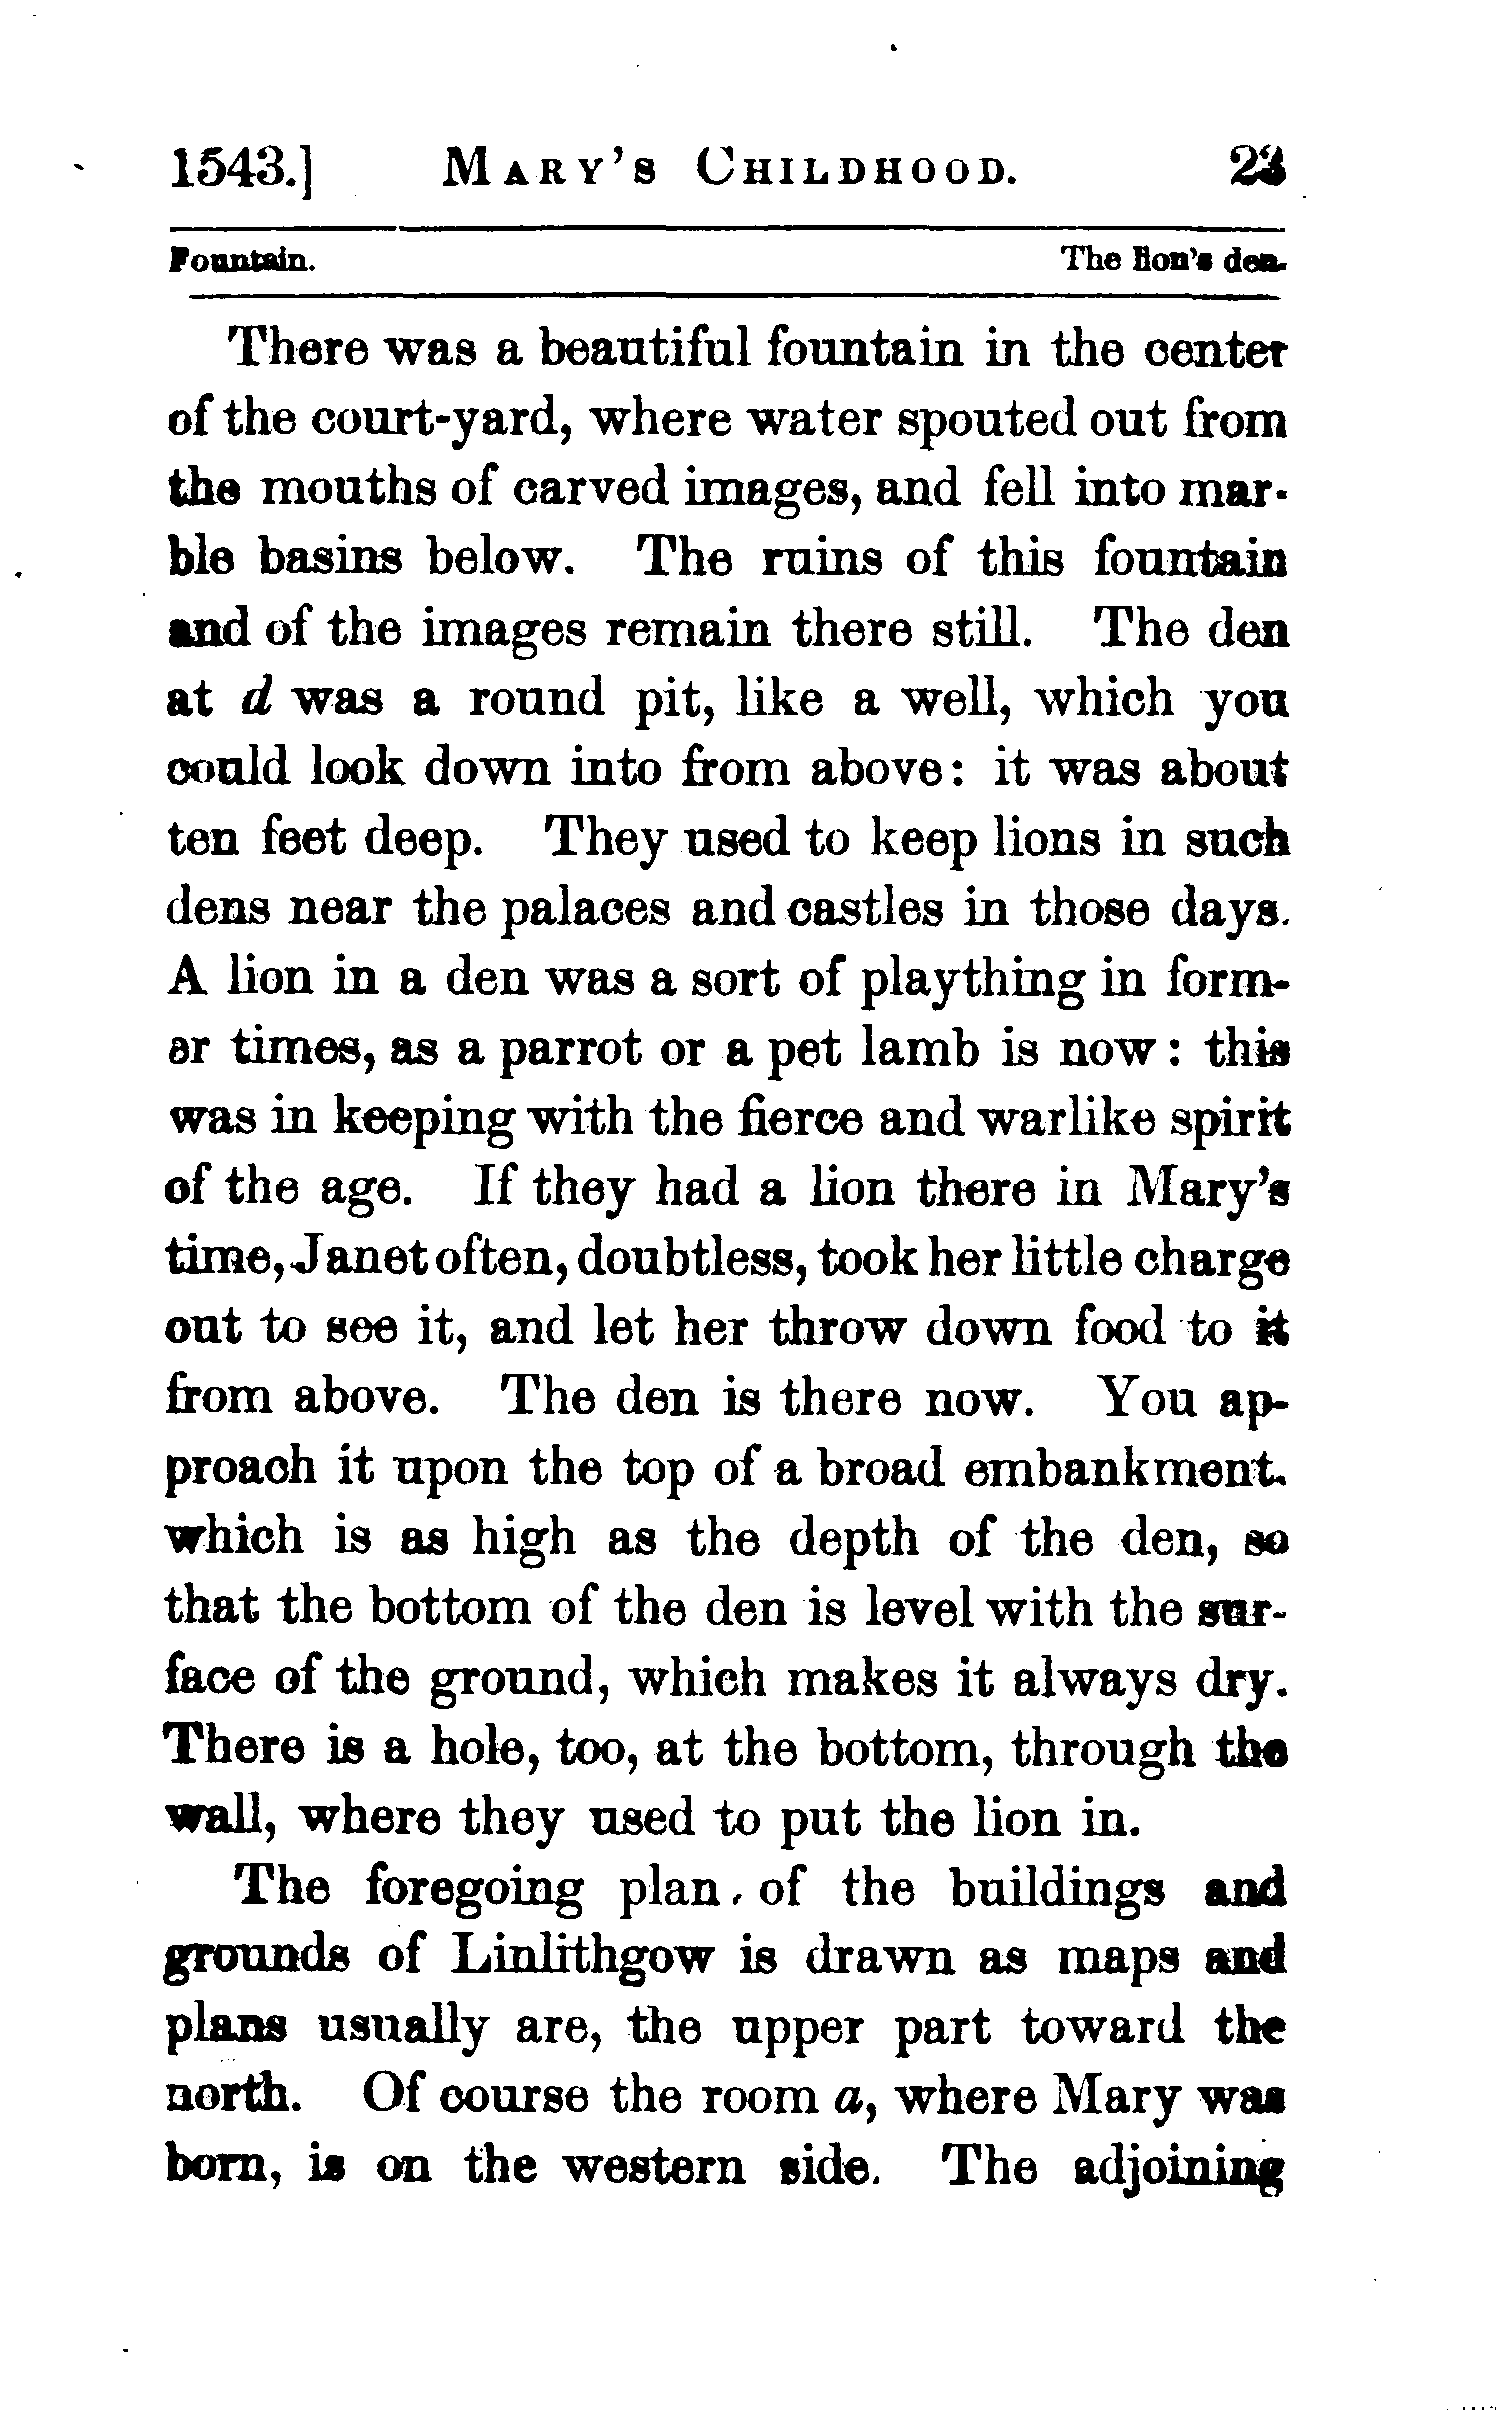 1543.] MARY'S CHILDHOOD. 23
Fountain. The lion's den.
There was a beautiful fountain in the center
of the court-yard, where water spouted out from
the mouths of carved images, and fell into mar-
ble basins below. The ruins of this fountain
and of the images remain there still. The den
at d was a round pit, like a well, which you
could look down into from above: it was about
ten feet deep. They used to keep lions in such
dens near the palaces and castles in those days.
A lion in a den was a sort of plaything in form-
er times, as a parrot or a pet lamb is now: this
was in keeping with the fierce and warlike spirit
of the age. If they had a lion there in Mary's
time, Janet often, doubtless, took her little charge
out to see it, and let her throw down food to it
from above. The den is there now. You ap-
proach it upon the top of a broad embankment,
which is as high as the depth of the den, so
that the bottom of the den is level with the sur-
face of the ground, which makes it always dry.
There is a hole, too, at the bottom, through the
wall, where they used to put the lion in.
The foregoing plan of the buildings and
grounds of Linlithgow is drawn as maps and
plans usually are, the upper part toward the
north. Of course the room a, where Mary was
born, is on the western side. The adjoining